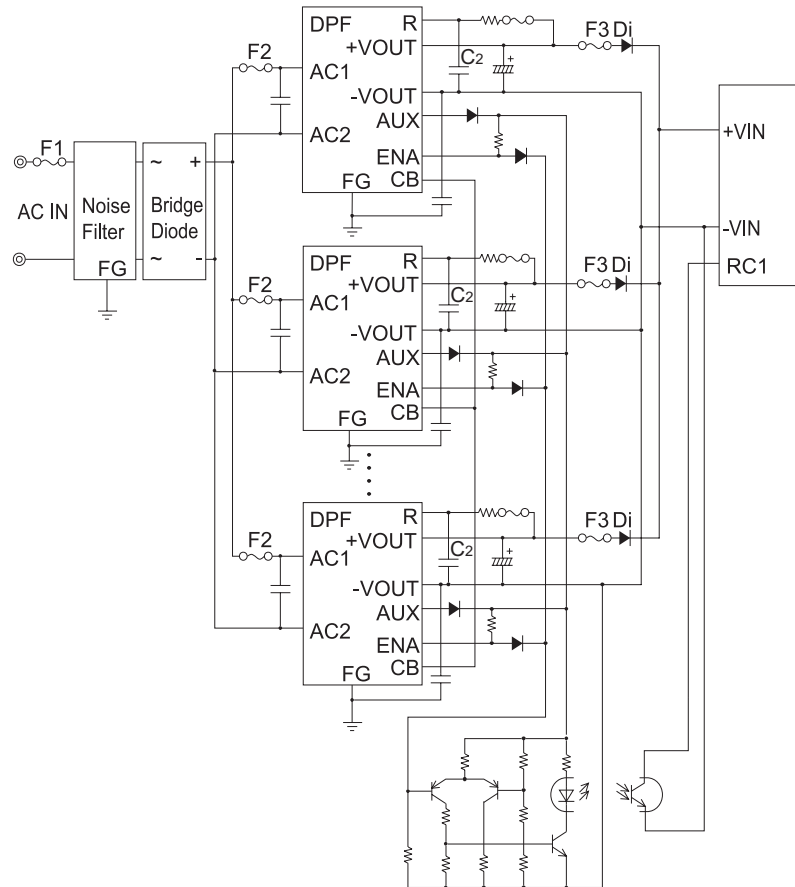 F1
AC IN
Noise
Filter
FG
~ +
Bridge
Diode
~ -
F2
DPF
R
AC1
+VOUT
-VOUT
AUX
AC2
ENA
FG
CB
C2
+
F3 Di
F2
DPF
R
AC1
+VOUT
-VOUT
AUX
AC2
ENA
CB
FG
C2
+
F3 Di
F2
DPF
R
AC1
+VOUT
-VOUT
AUX
AC2
ENA
FG
CB
C2
+
F3 Di
+VIN
-VIN
RC1